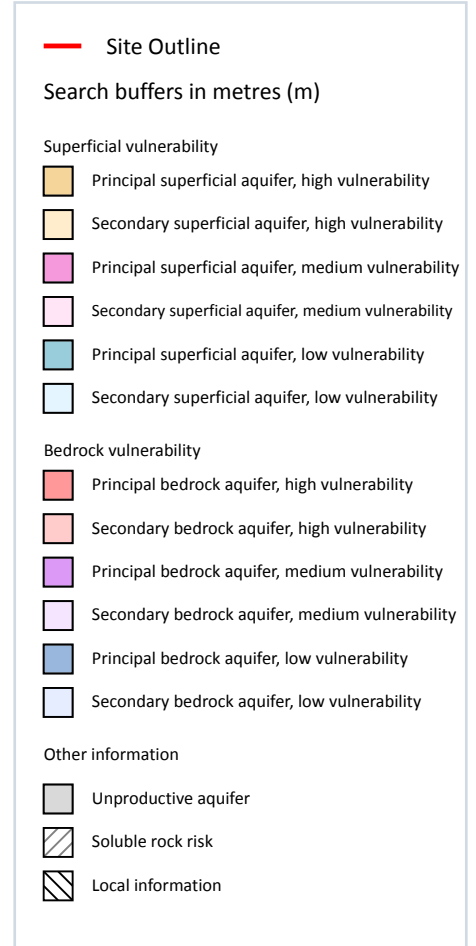 Site Outline
Search buffers in metres (m)
Superficial vulnerability
Principal superficial aquifer, high vulnerability
Secondary superficial aquifer, high vulnerability
Principal superficial aquifer, medium vulnerability
Secondary superficial aquifer, medium vulnerability
Principal superficial aquifer, low vulnerability
Secondary superficial aquifer, low vulnerability
Bedrock vulnerability
Principal bedrock aquifer, high vulnerability
Secondary bedrock aquifer, high vulnerability
Principal bedrock aquifer, medium vulnerability
Secondary bedrock aquifer, medium vulnerability
Principal bedrock aquifer, low vulnerability
Secondary bedrock aquifer, low vulnerability
Other information
Unproductive aquifer
Soluble rock risk
Local information